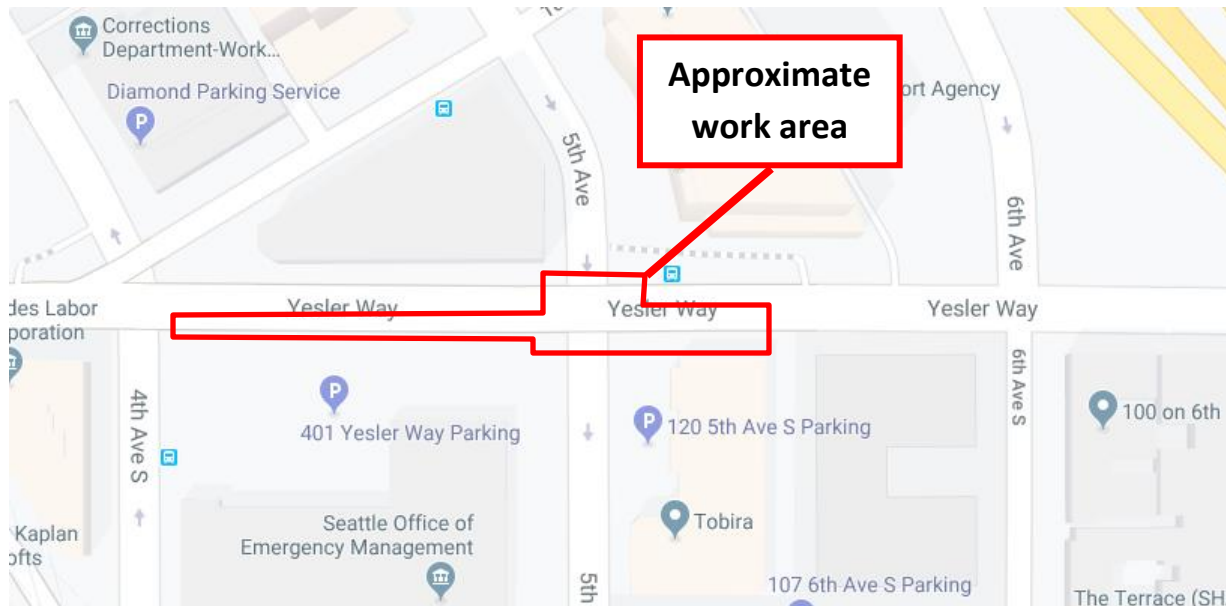 Corrections
Department-Work...
Diamond Parking Service
P
Approximate
work area
ort Agency
5th Ave
6th Ave
des Labor
poration
Yesler Way
Yesler Way
Yesler Way
4th Ave S
P
401 Yesler Way Parking
P
120 5th Ave S Parking
6th Ave S
100 on 6th
Kaplan
ofts
Seattle Office of
Emergency Management
Tobira
5th
107 6th Ave S Parking
The Terrace (SH